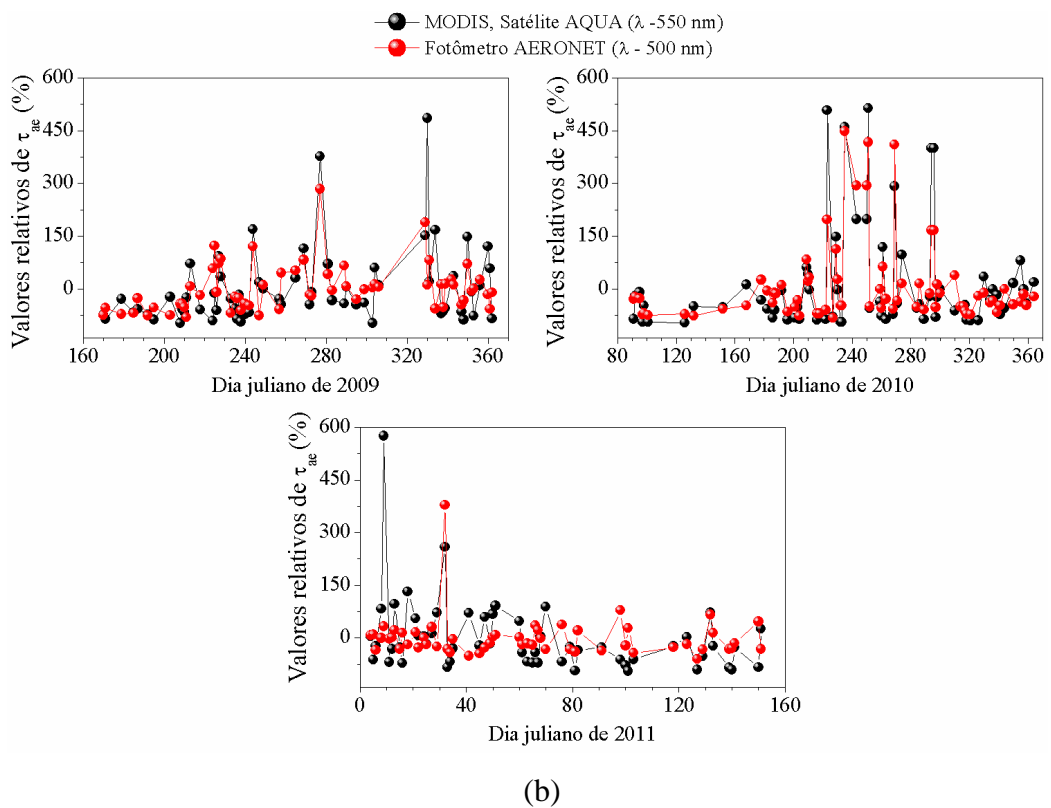 MODIS, Satélite AQUA (λ -550 nm)
Fotômetro AERONET (λ - 500 nm)
Valores relativos de τae (%)
600
450
300
150
0
170 200 240 280 320 360
Dia juliano de 2009
Valores relativos de τae (%)
600
450
300
150
0
80 120 160 200 240 280 320 360
Dia juliano de 2010
Valores relativos de τae (%)
600
450
300
150
0
0 40 80 120 160
Dia juliano de 2011
(b)